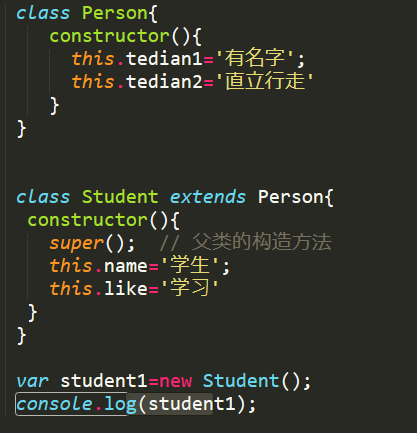 class Person{
constructor(){
this.tedian1='有名字';
this.tedian2='直立行走'
}
}
class Student extends Person{
constructor(){
super();  // 父类的构造方法
this.name='学生';
this.like='学习'
}
}
var student1=new Student();
console.log(student1);